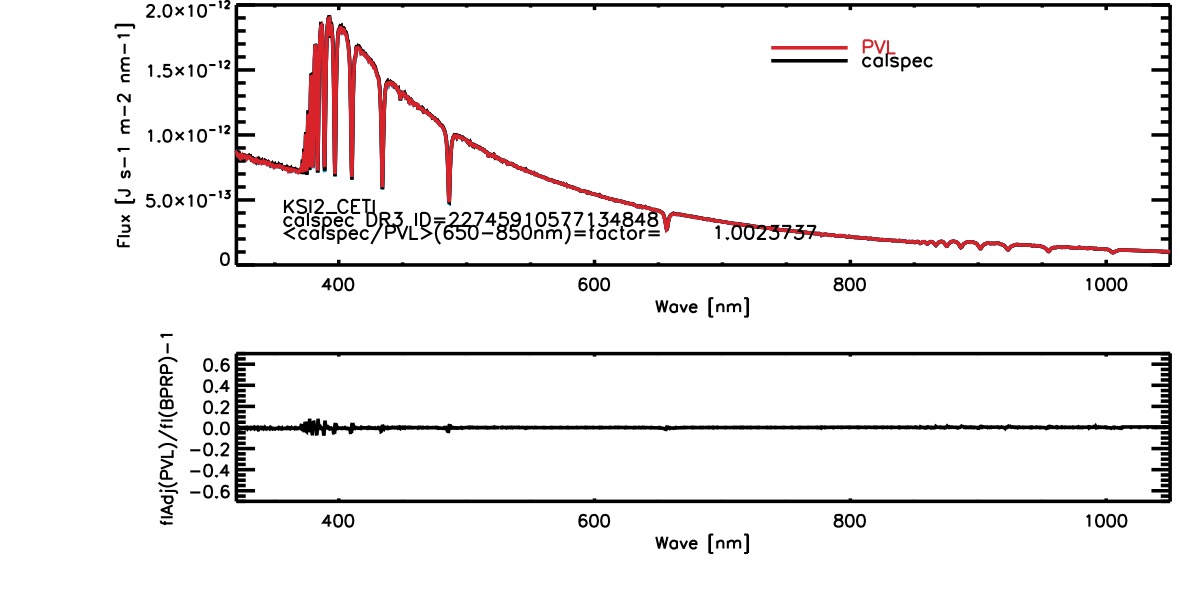 2.0×10−12
1.5×10−12
1.0×10−12
5.0×10−13
0
Flux [J s−1 m−2 nm−1]
PVL
calspec
KSI2_CETI
calspec DR3 ID=22745910577134848
<calspec/PVL>(650−850nm)=factor= 1.0023737
400 600 800 1000
Wave [nm]
flAdj(PVL)/fl(BPRP)−1
0.6
0.4
0.2
0.0
−0.2
−0.4
−0.6
400 600 800 1000
Wave [nm]